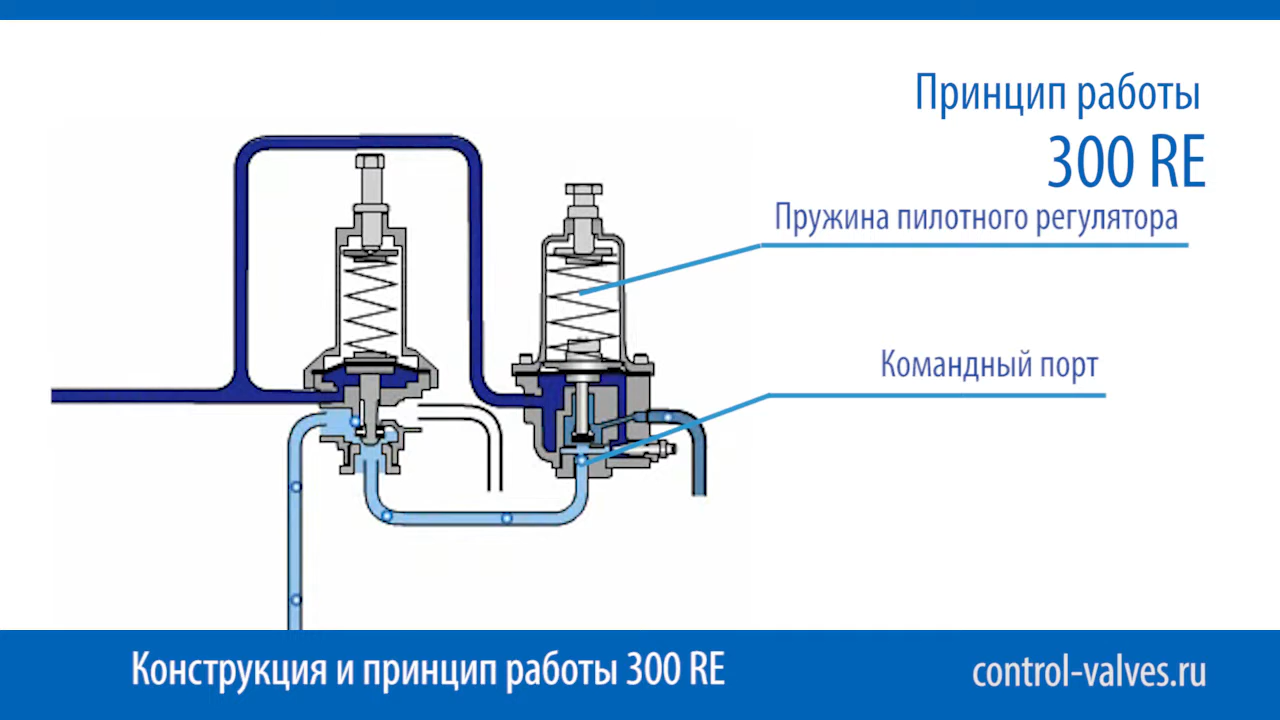 Принцип работы
300 RE
Пружина пилотного регулятора
Командный порт
Конструкция и принцип работы 300 RE
control-valves.ru